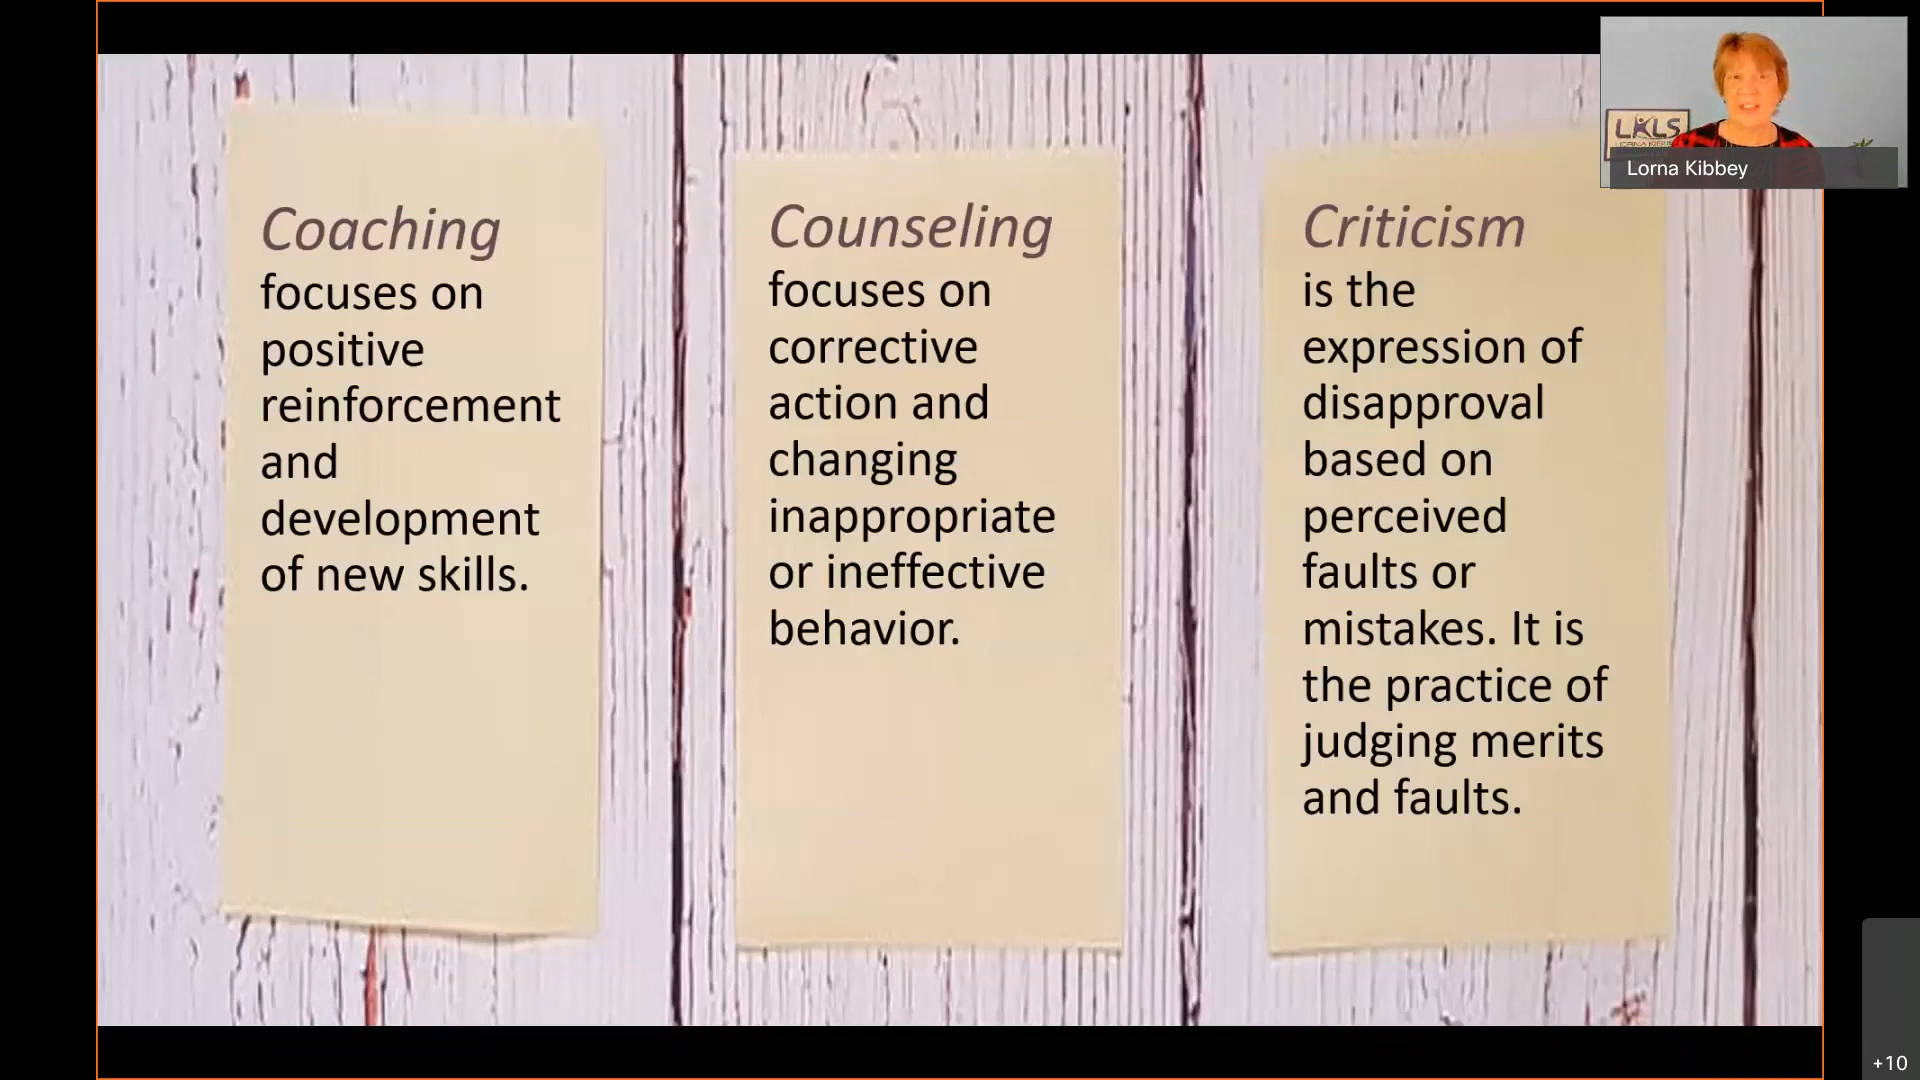 Coaching
focuses on
positive
reinforcement
and
development
of new skills.
Counseling
focuses on
corrective
action and
changing
inappropriate
or ineffective
behavior.
Criticism
is the
expression of
disapproval
based on
perceived
faults or
mistakes. It is
the practice of
judging merits
and faults.
LKLS
Lorna Kibbey
+10